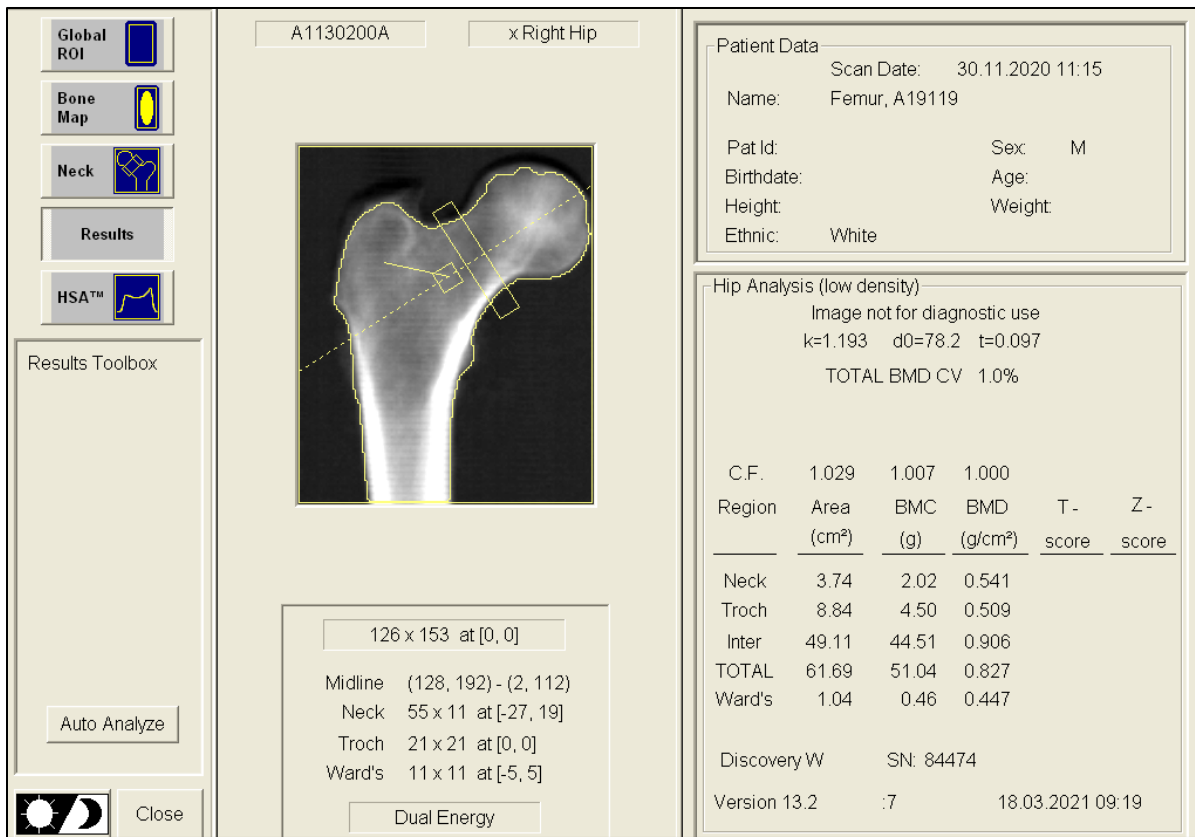 Global
ROI
Bone
Map
Neck
Results
HSA™
Results Toolbox
Auto Analyze
Close
A1130200A x Right Hip
126 x 153 at [0, 0]
Midline (128, 192) - (2, 112)
Neck 55 x 11 at [-27, 19]
Troch 21 x 21 at [0, 0]
Ward's 11 x 11 at [-5, 5]
Dual Energy
Patient Data
Scan Date: 30.11.2020 11:15
Name: Femur, A19119
Pat Id: Sex: M
Birthdate: Age:
Height: Weight:
Ethnic: White
Hip Analysis (low density)
Image not for diagnostic use
k=1.193 d0=78.2 t=0.097
TOTAL BMD CV 1.0%
C.F. 1.029 1.007 1.000
Region Area BMC BMD T - Z -
(cm²) (g) (g/cm²) score score
Neck 3.74 2.02 0.541
Troch 8.84 4.50 0.509
Inter 49.11 44.51 0.906
TOTAL 61.69 51.04 0.827
Ward's 1.04 0.46 0.447
Discovery W SN: 84474
Version 13.2 :7 18.03.2021 09:19